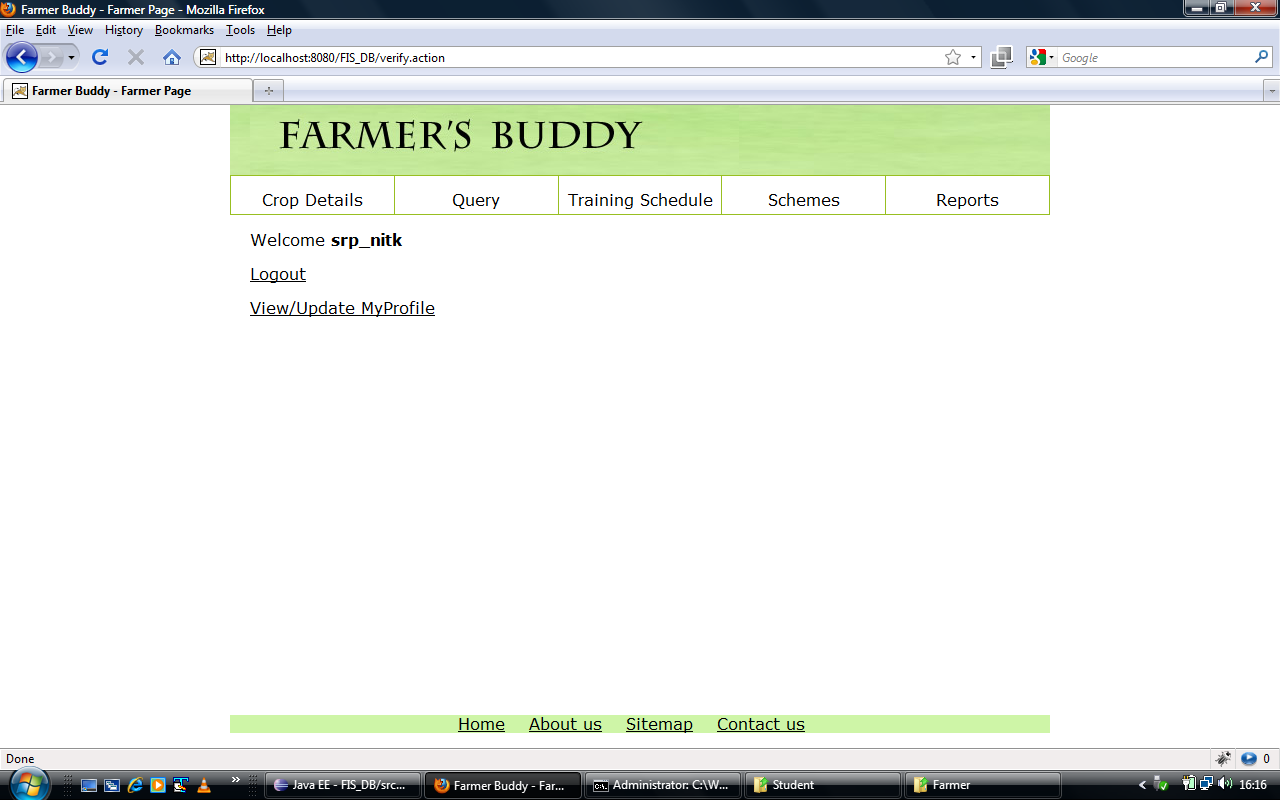 Farmer Buddy - Farmer Page - Mozilla Firefox
File Edit View History Bookmarks Tools Help
http://localhost:8080/FIS_DB/verify.action Google
Farmer Buddy - Farmer Page
FARMER'S BUDDY
Crop Details Query Training Schedule Schemes Reports
Welcome srp_nitk
Logout
View/Update MyProfile
Home About us Sitemap Contact us
Done 0
Java EE - FIS_DB/src... Farmer Buddy - Far... Administrator: C:\W... Student Farmer 16:16